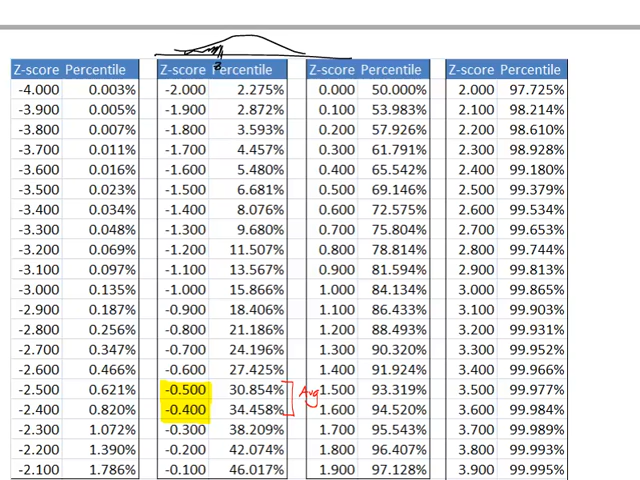 Z-score Percentile Z-score Percentile Z-score Percentile Z-score Percentile
-4.000 0.003% -2.000 2.275% 0.000 50.000% 2.000 97.725%
-3.900 0.005% -1.900 2.872% 0.100 53.983% 2.100 98.214%
-3.800 0.007% -1.800 3.593% 0.200 57.926% 2.200 98.610%
-3.700 0.011% -1.700 4.457% 0.300 61.791% 2.300 98.928%
-3.600 0.016% -1.600 5.480% 0.400 65.542% 2.400 99.180%
-3.500 0.023% -1.500 6.681% 0.500 69.146% 2.500 99.379%
-3.400 0.034% -1.400 8.076% 0.600 72.575% 2.600 99.534%
-3.300 0.048% -1.300 9.680% 0.700 75.804% 2.700 99.653%
-3.200 0.069% -1.200 11.507% 0.800 78.814% 2.800 99.744%
-3.100 0.097% -1.100 13.567% 0.900 81.594% 2.900 99.813%
-3.000 0.135% -1.000 15.866% 1.000 84.134% 3.000 99.865%
-2.900 0.187% -0.900 18.406% 1.100 86.433% 3.100 99.903%
-2.800 0.256% -0.800 21.186% 1.200 88.493% 3.200 99.931%
-2.700 0.347% -0.700 24.196% 1.300 90.320% 3.300 99.952%
-2.600 0.466% -0.600 27.425% 1.400 91.924% 3.400 99.966%
-2.500 0.621% -0.500 30.854% Avg 1.500 93.319% 3.500 99.977%
-2.400 0.820% -0.400 34.458% 1.600 94.520% 3.600 99.984%
-2.300 1.072% -0.300 38.209% 1.700 95.543% 3.700 99.989%
-2.200 1.390% -0.200 42.074% 1.800 96.407% 3.800 99.993%
-2.100 1.786% -0.100 46.017% 1.900 97.128% 3.900 99.995%